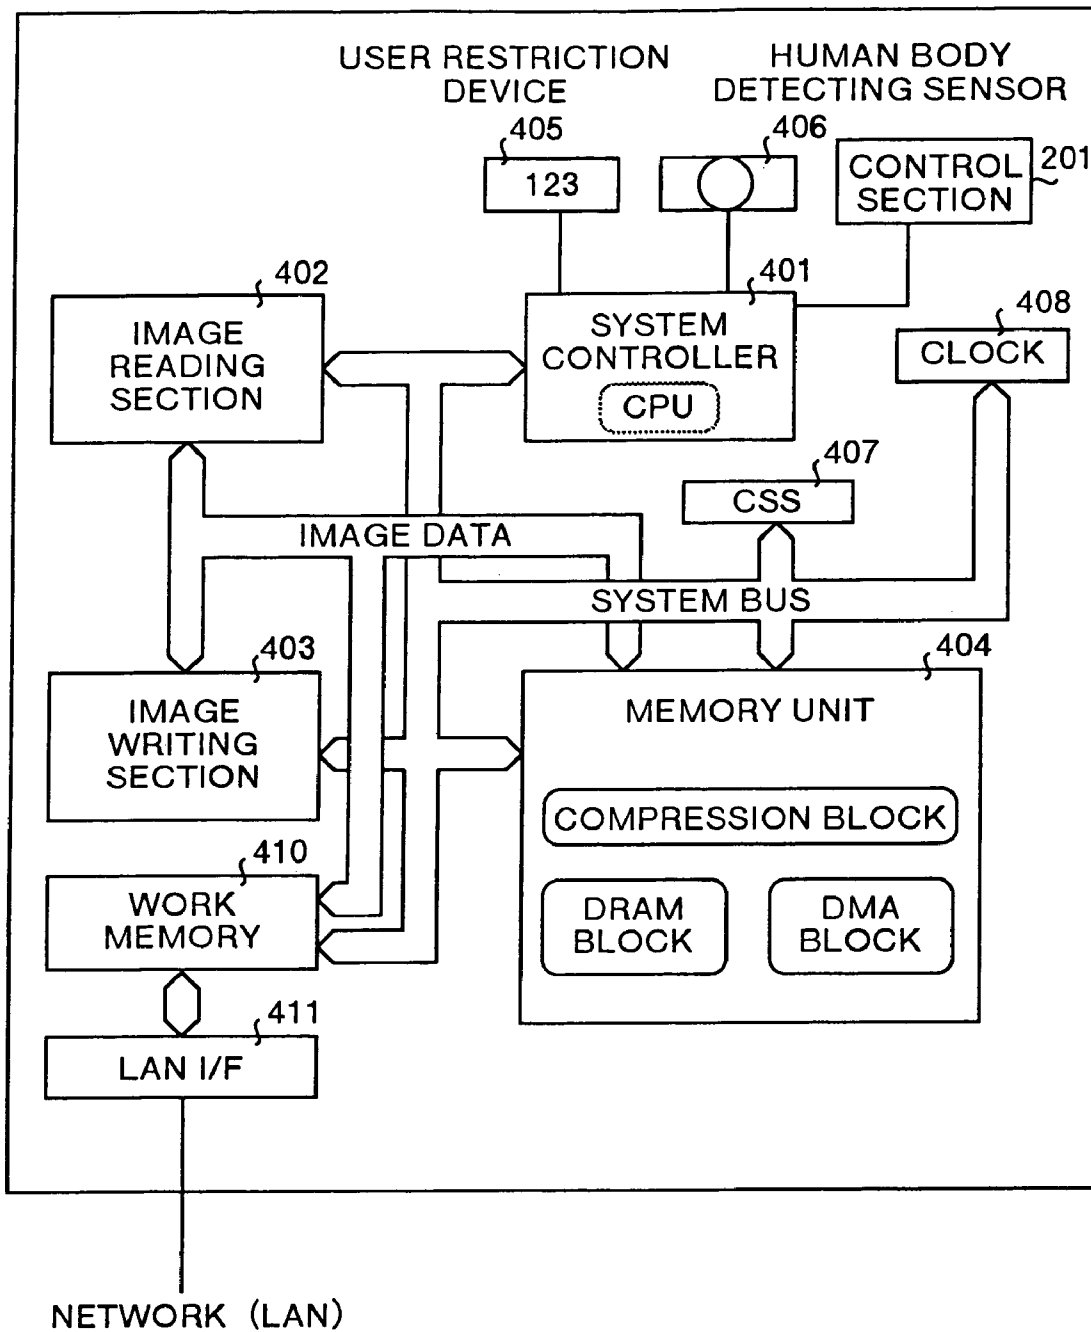 USER RESTRICTION
DEVICE
HUMAN BODY
DETECTING SENSOR
405
406
123
CONTROL
SECTION
201
402
401
408
IMAGE
READING
SECTION
SYSTEM
CONTROLLER
CPU
CLOCK
407
CSS
IMAGE DATA
SYSTEM BUS
403
404
IMAGE
WRITING
SECTION
MEMORY UNIT
COMPRESSION BLOCK
410
WORK
MEMORY
DRAM
BLOCK
DMA
BLOCK
411
LAN I/F
NETWORK (LAN)